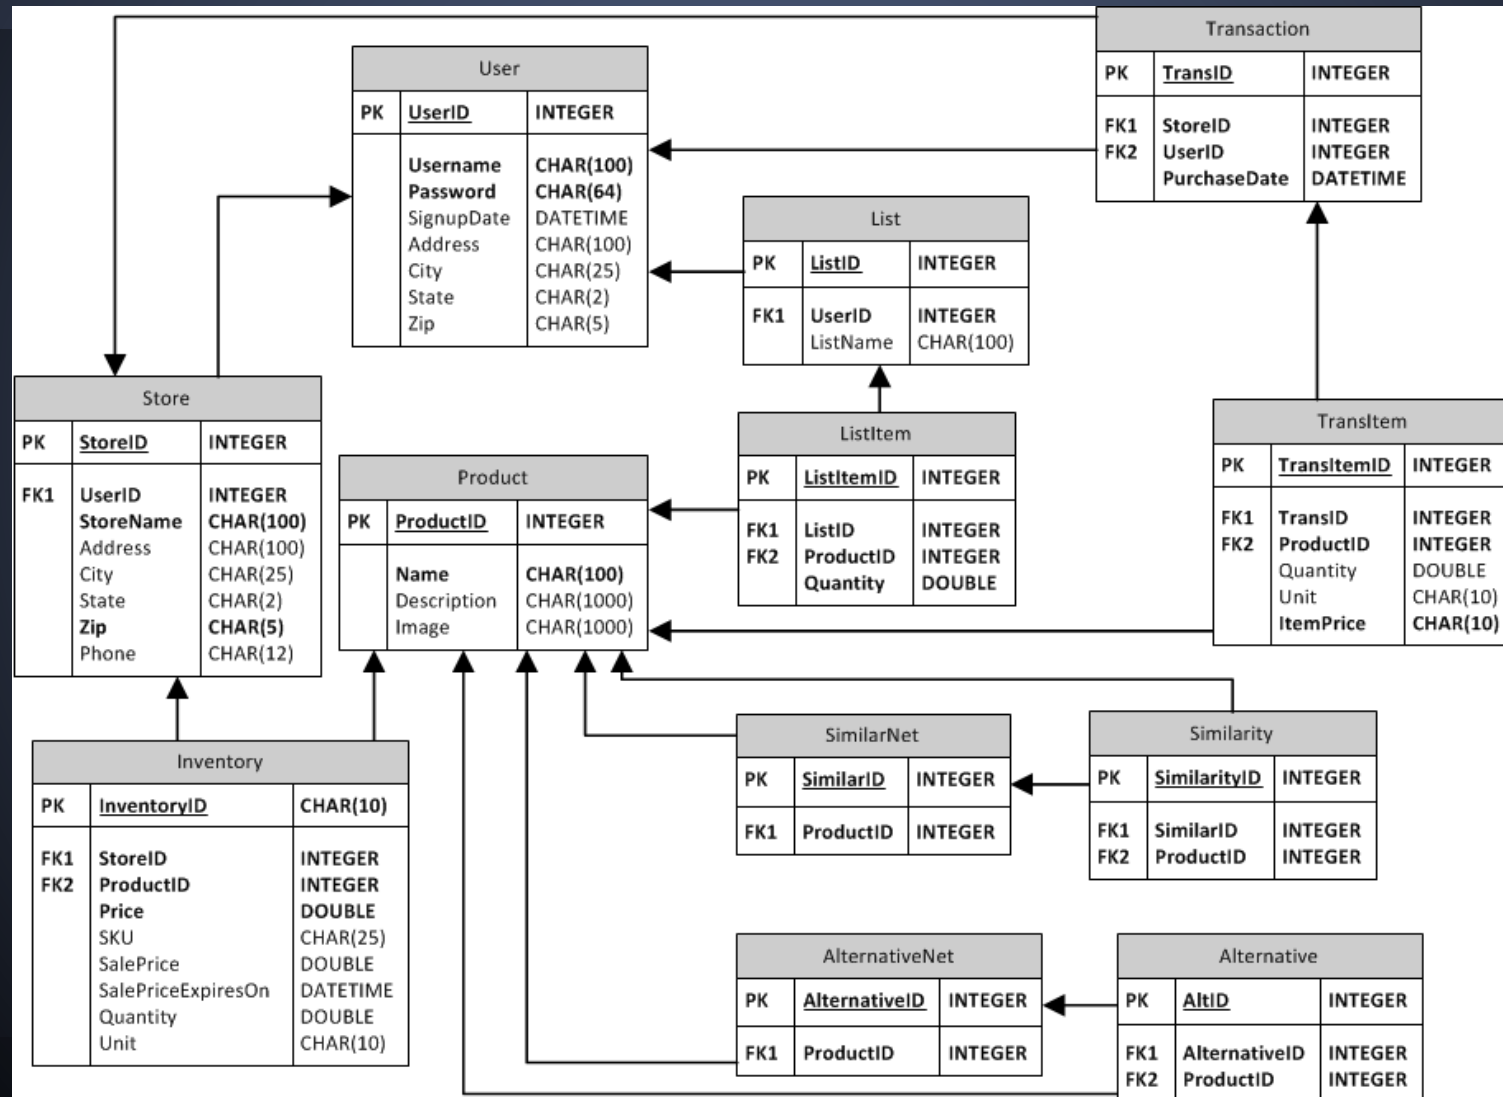 Transaction
PK TransID INTEGER
FK1 StoreID INTEGER
FK2 UserID INTEGER
PurchaseDate DATETIME
User
PK UserID INTEGER
Username CHAR(100)
Password CHAR(64)
SignupDate DATETIME
Address CHAR(100)
City CHAR(25)
State CHAR(2)
Zip CHAR(5)
List
PK ListID INTEGER
FK1 UserID INTEGER
ListName CHAR(100)
Store
PK StoreID INTEGER
FK1 UserID INTEGER
StoreName CHAR(100)
Address CHAR(100)
City CHAR(25)
State CHAR(2)
Zip CHAR(5)
Phone CHAR(12)
Product
PK ProductID INTEGER
Name CHAR(100)
Description CHAR(1000)
Image CHAR(1000)
ListItem
PK ListItemID INTEGER
FK1 ListID INTEGER
FK2 ProductID INTEGER
Quantity DOUBLE
TransItem
PK TransItemID INTEGER
FK1 TransID INTEGER
FK2 ProductID INTEGER
Quantity DOUBLE
Unit CHAR(10)
ItemPrice CHAR(10)
Inventory
PK InventoryID CHAR(10)
FK1 StoreID INTEGER
FK2 ProductID INTEGER
Price DOUBLE
SKU CHAR(25)
SalePrice DOUBLE
SalePriceExpiresOn DATETIME
Quantity DOUBLE
Unit CHAR(10)
SimilarNet
PK SimilarID INTEGER
FK1 ProductID INTEGER
Similarity
PK SimilarityID INTEGER
FK1 SimilarID INTEGER
FK2 ProductID INTEGER
AlternativeNet
PK AlternativeID INTEGER
FK1 ProductID INTEGER
Alternative
PK AltID INTEGER
FK1 AlternativeID INTEGER
FK2 ProductID INTEGER